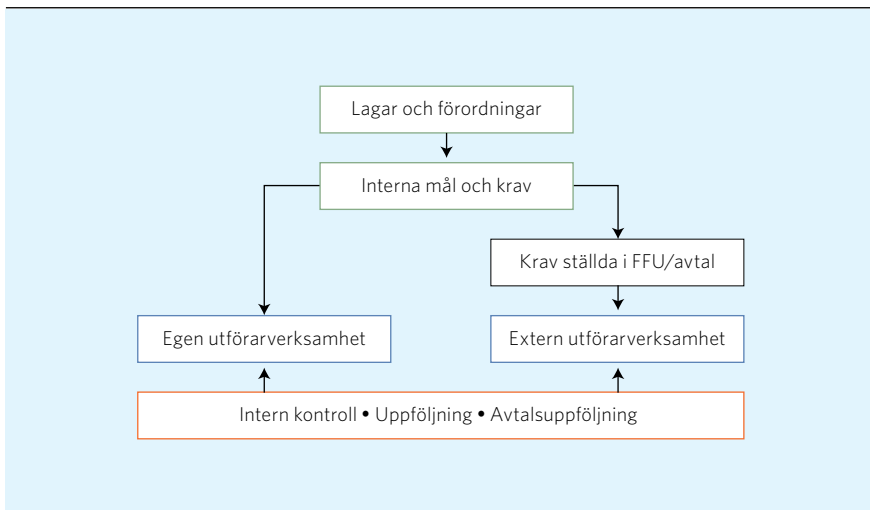 Lagar och förordningar
Interna mål och krav
Krav ställda i FFU/avtal
Egen utförarverksamhet
Extern utförarverksamhet
Intern kontroll • Uppföljning • Avtalsuppföljning